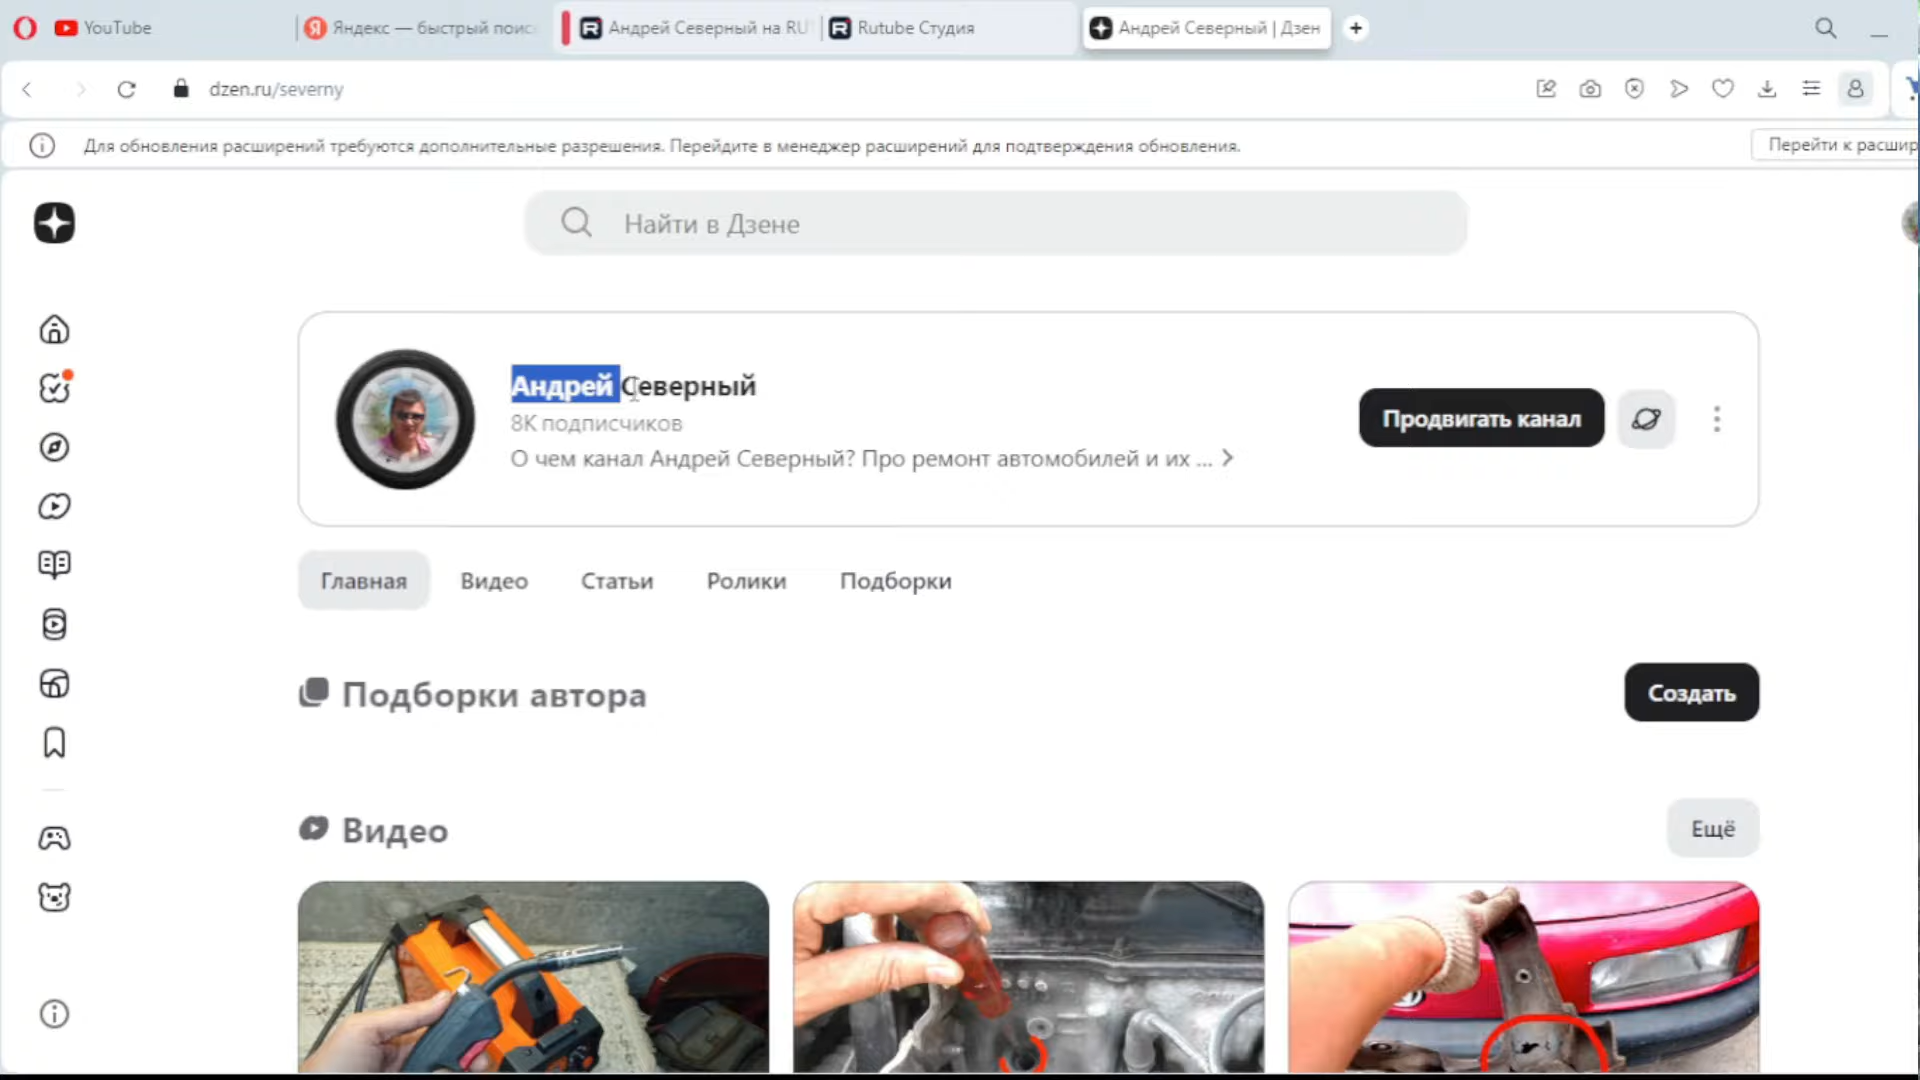 YouTube
Яндекс — быстрый поис
Андрей Северный на RU
Rutube Студия
Андрей Северный | Дзен
dzen.ru/severny
Для обновления расширений требуются дополнительные разрешения. Перейдите в менеджер расширений для подтверждения обновления.
Перейти к расшир
Найти в Дзене
Андрей Северный
8К подписчиков
О чем канал Андрей Северный? Про ремонт автомобилей и их ...
Продвигать канал
Главная
Видео
Статьи
Ролики
Подборки
Подборки автора
Создать
Видео
Ещё